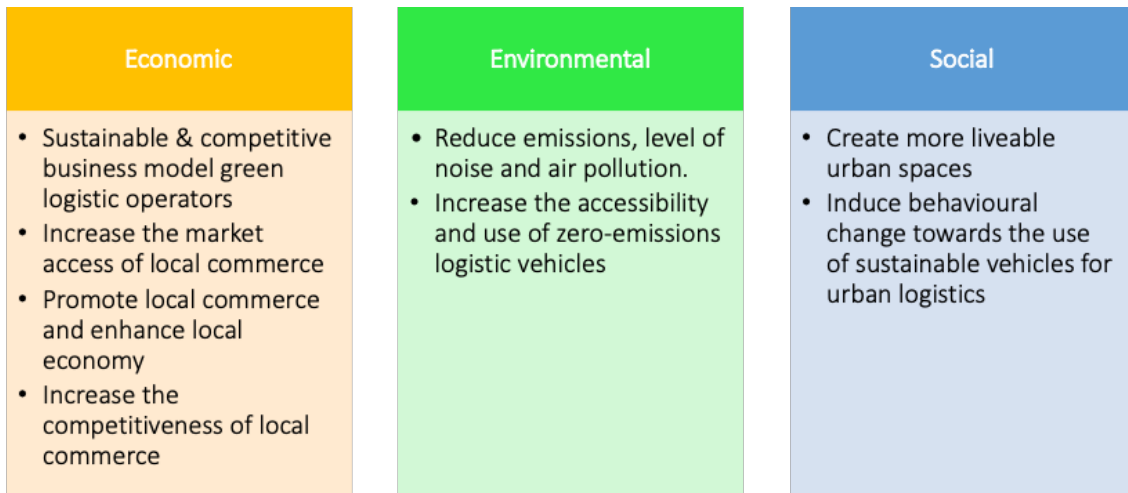 Economic
• Sustainable & competitive
business model green
logistic operators
• Increase the market
access of local commerce
• Promote local commerce
and enhance local
economy
• Increase the
competitiveness of local
commerce
Environmental
• Reduce emissions, level of
noise and air pollution.
• Increase the accessibility
and use of zero-emissions
logistic vehicles
Social
• Create more liveable
urban spaces
• Induce behavioural
change towards the use
of sustainable vehicles for
urban logistics